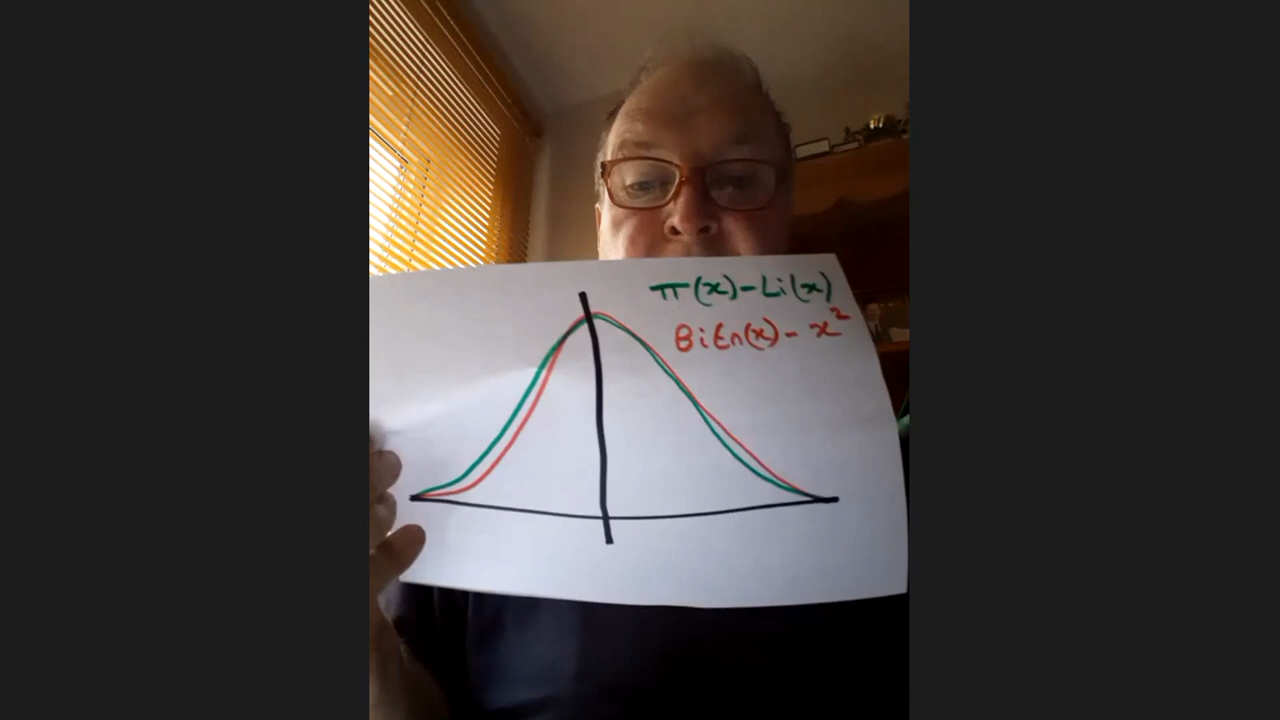 π(x)-Li(x)
BiEn(x)- x²